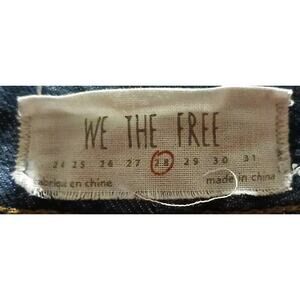 WE THE FREE
24 25 26 27 28 29 30 31
fabriqué en chine made in china